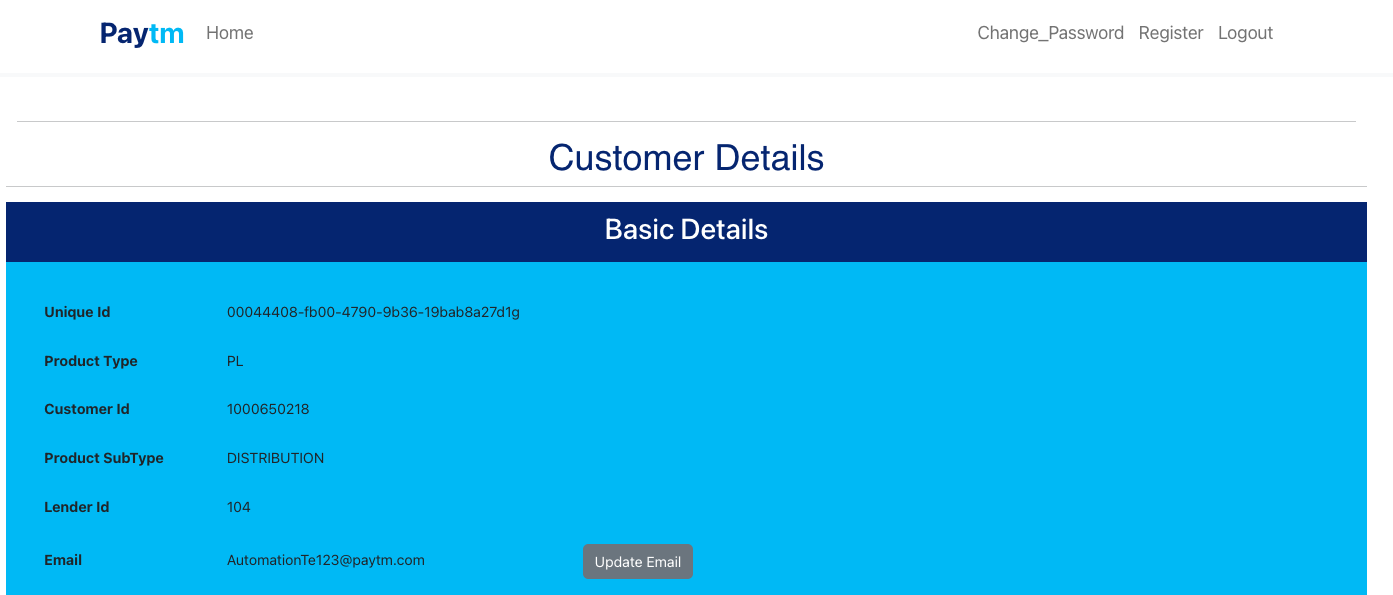 Paytm Home Change_Password Register Logout
Customer Details
Basic Details
Unique Id 00044408-fb00-4790-9b36-19bab8a27d1g
Product Type PL
Customer Id 1000650218
Product SubType DISTRIBUTION
Lender Id 104
Email AutomationTe123@paytm.com Update Email